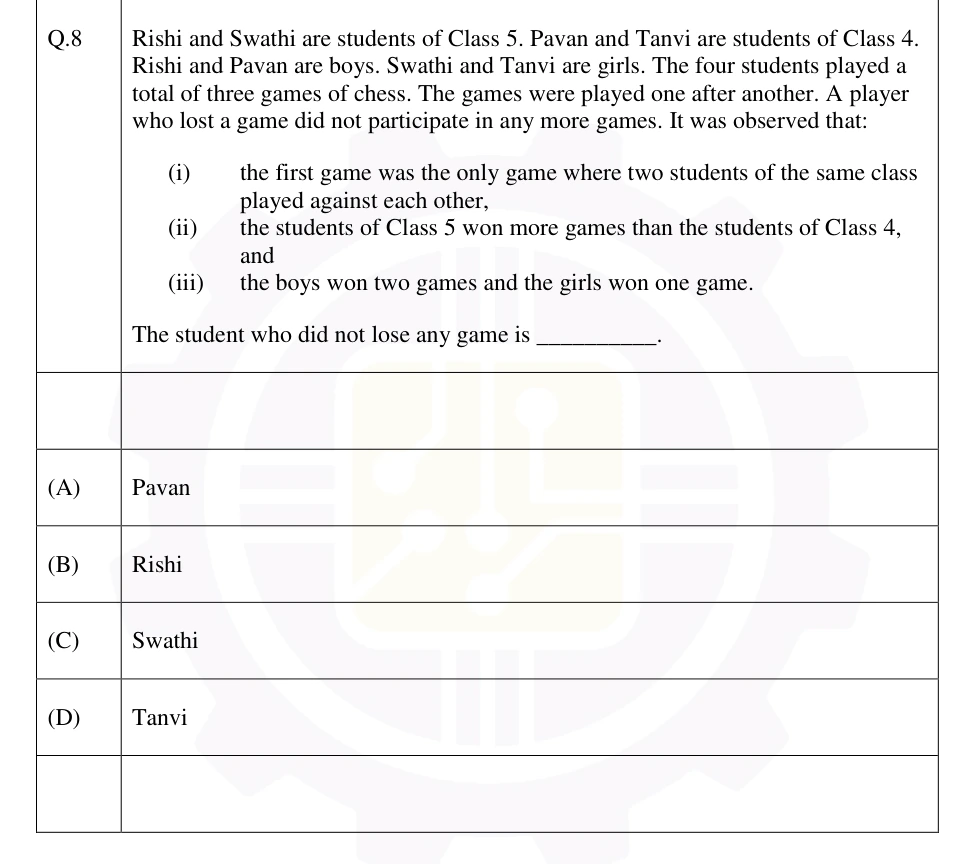 Q.8 Rishi and Swathi are students of Class 5. Pavan and Tanvi are students of Class 4.
Rishi and Pavan are boys. Swathi and Tanvi are girls. The four students played a
total of three games of chess. The games were played one after another. A player
who lost a game did not participate in any more games. It was observed that:
(i) the first game was the only game where two students of the same class
played against each other,
(ii) the students of Class 5 won more games than the students of Class 4,
and
(iii) the boys won two games and the girls won one game.
The student who did not lose any game is __________.
(A) Pavan
(B) Rishi
(C) Swathi
(D) Tanvi